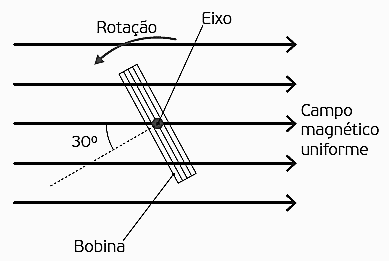 Eixo
Rotação
Campo
magnético
uniforme
30º
Bobina